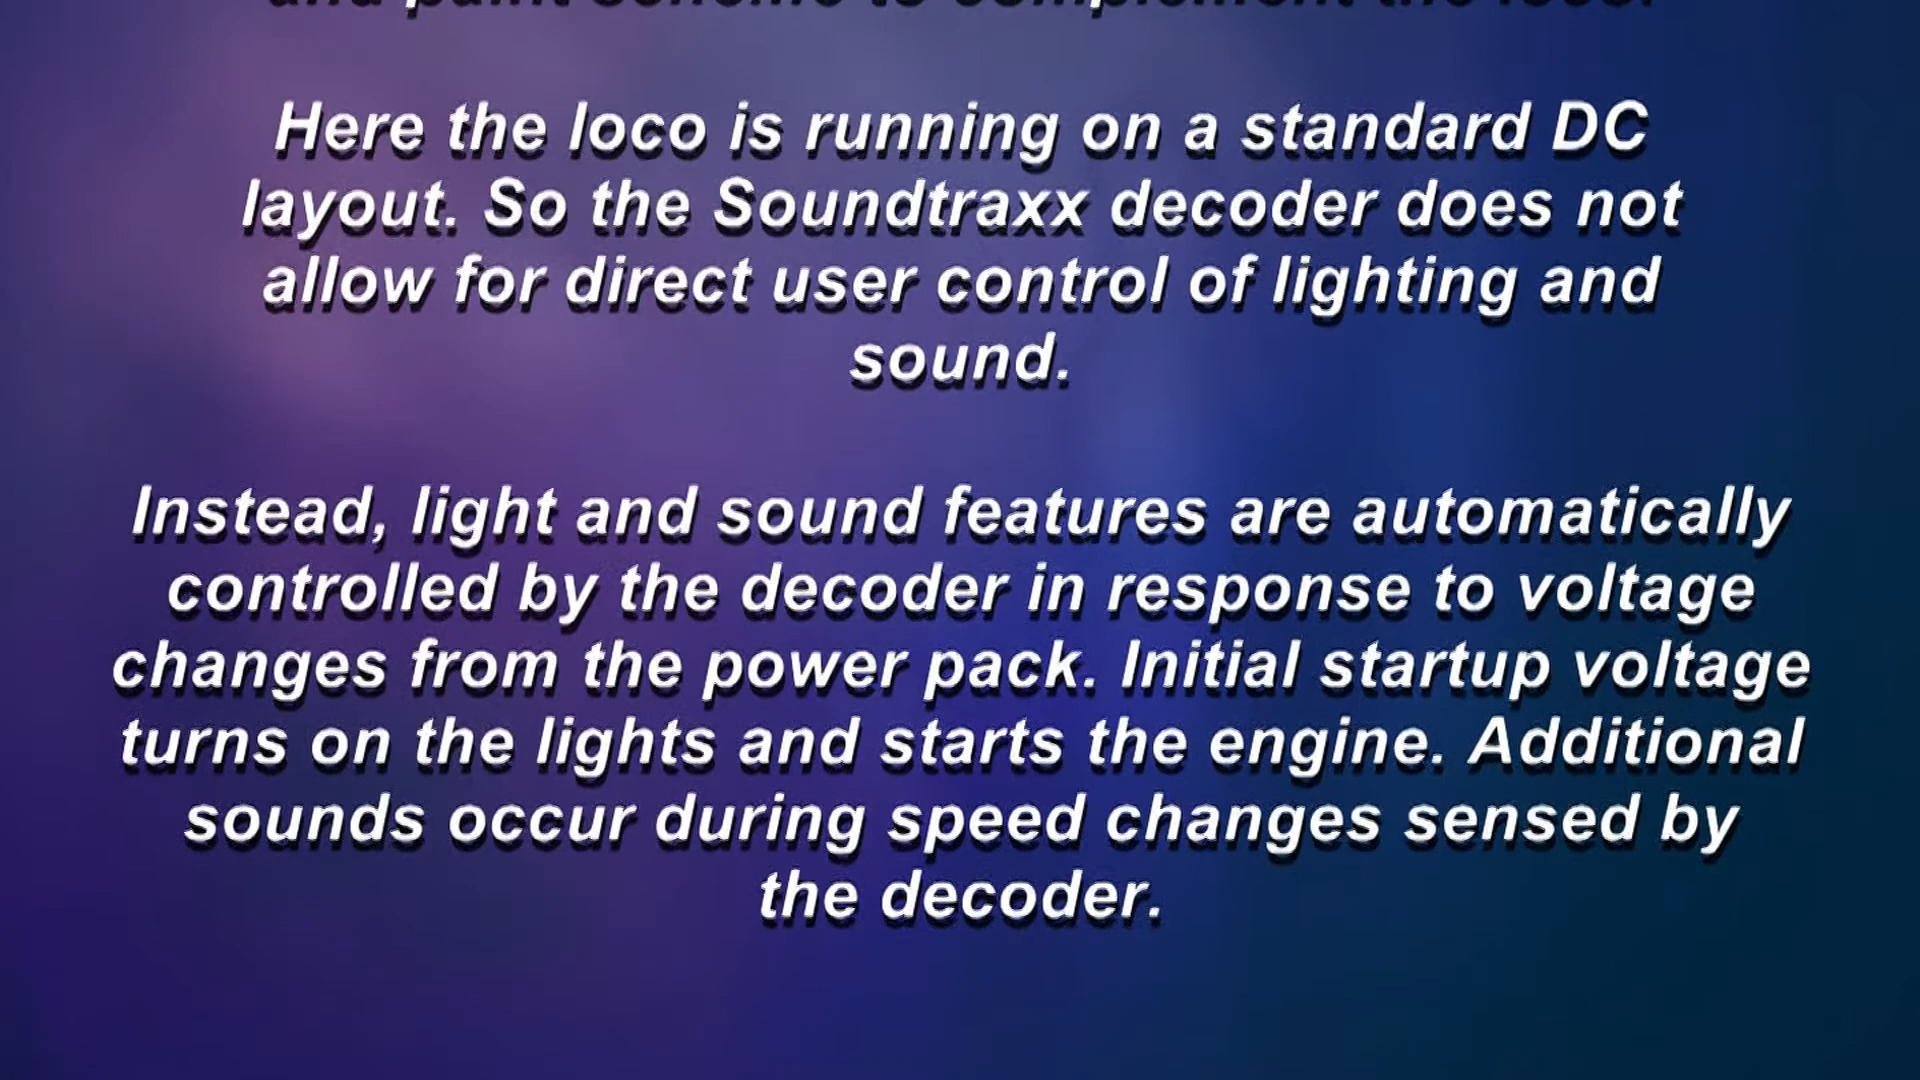 and paint scheme to complement the loco.
Here the loco is running on a standard DC
layout. So the Soundtraxx decoder does not
allow for direct user control of lighting and
sound.
Instead, light and sound features are automatically
controlled by the decoder in response to voltage
changes from the power pack. Initial startup voltage
turns on the lights and starts the engine. Additional
sounds occur during speed changes sensed by
the decoder.